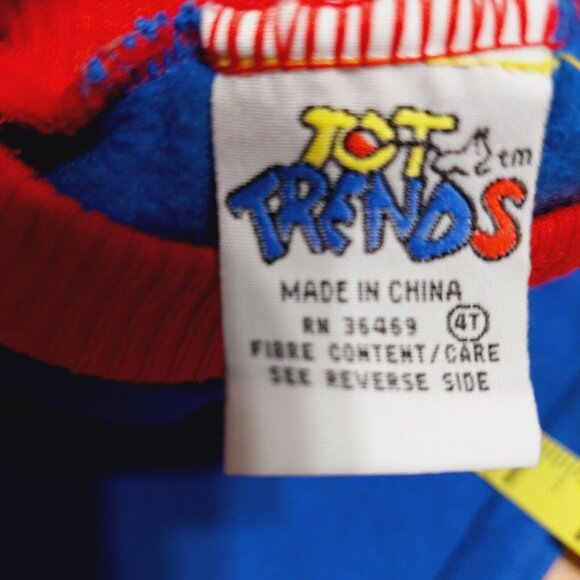 TOT tm
TRENDS
MADE IN CHINA
RN 36469 4T
FIBRE CONTENT/CARE
SEE REVERSE SIDE